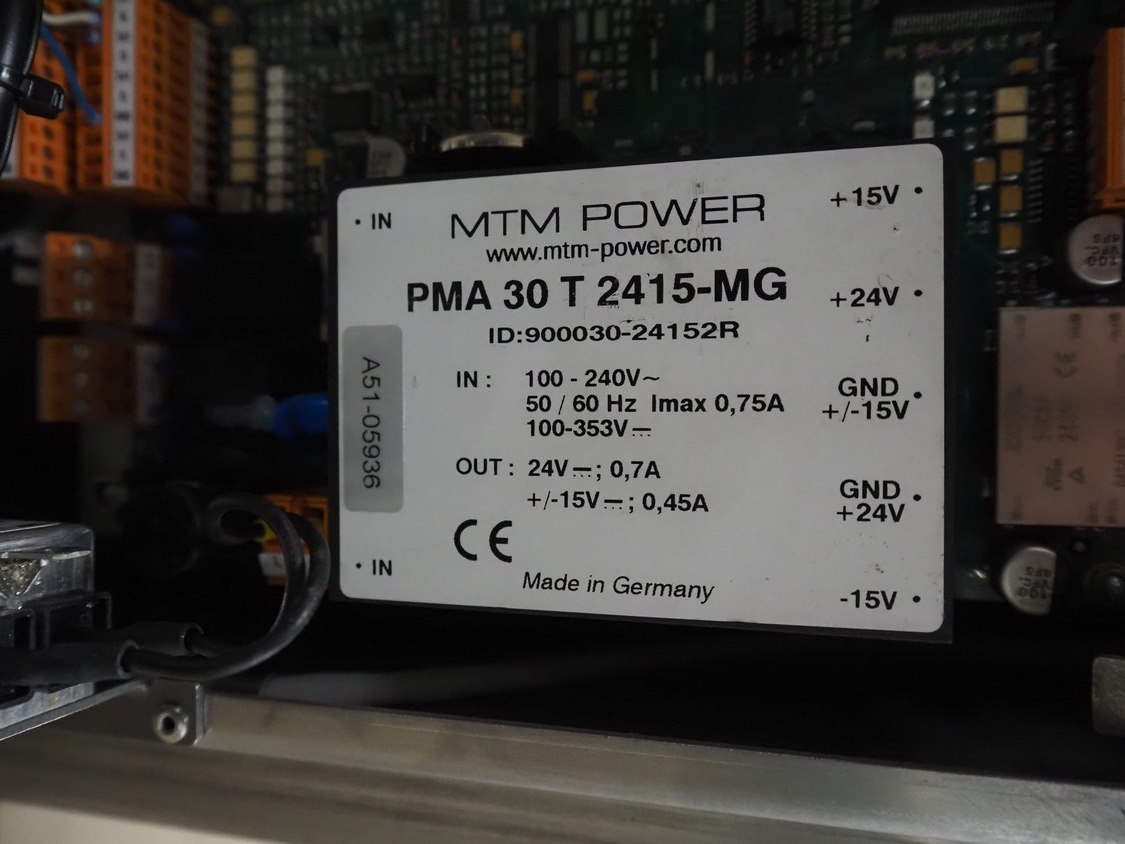 • IN
MTM POWER
www.mtm-power.com
PMA 30 T 2415-MG
ID:900030-24152R
IN : 100 - 240V~
50 / 60 Hz Imax 0,75A
100-353V⎓
OUT : 24V⎓; 0,7A
+/-15V⎓; 0,45A
CE
Made in Germany
• IN
A51-05936
+15V •
+24V •
GND •
+/-15V
GND •
+24V
-15V •